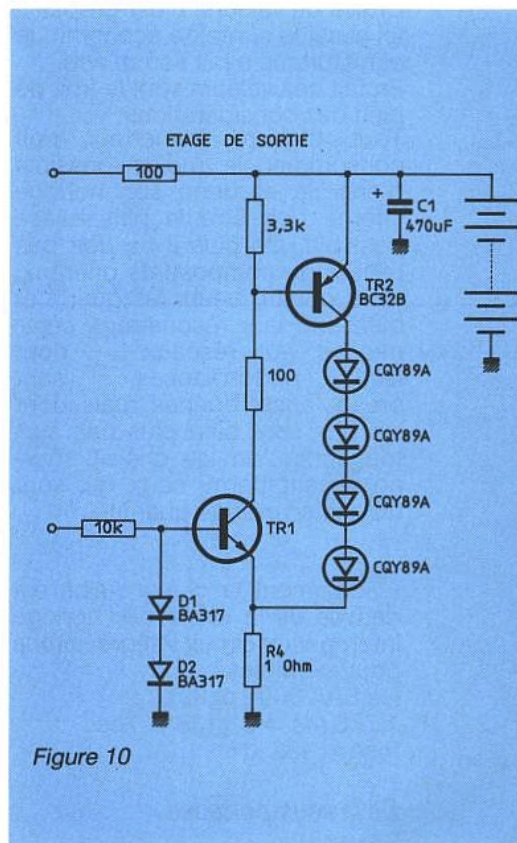 ETAGE DE SORTIE
100
3,3k
+
C1
470uF
TR2
BC32B
100
CQY89A
CQY89A
CQY89A
CQY89A
10k
TR1
D1
BA317
D2
BA317
R4
1 Ohm
Figure 10